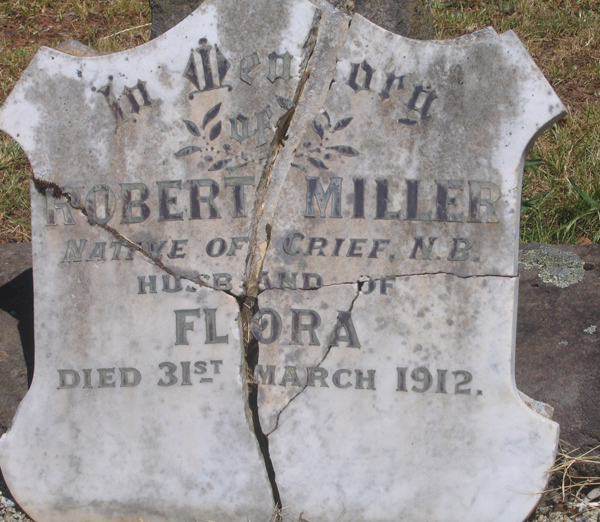 In Memory
of
ROBERT MILLER
NATIVE OF CRIEF, N.B.
HUSBAND OF
FLORA
DIED 31ST MARCH 1912.